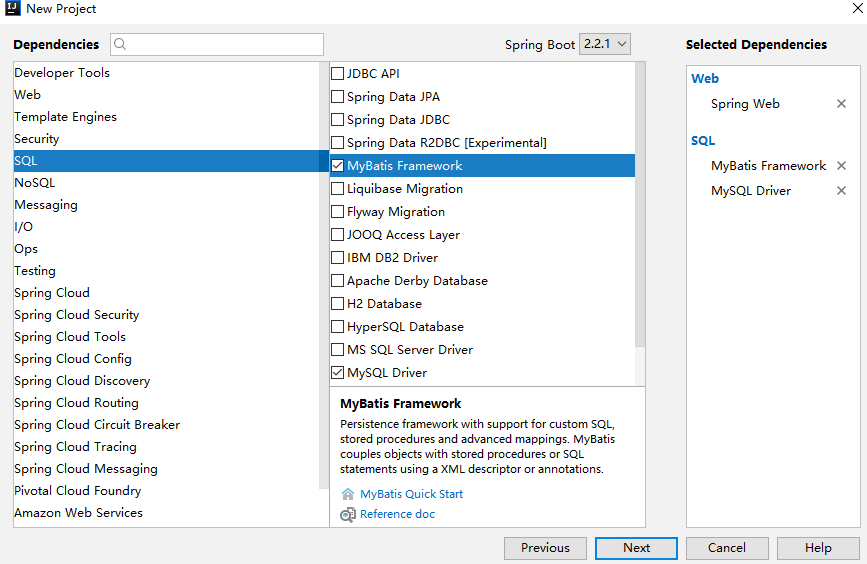 New Project
Dependencies
Spring Boot 2.2.1
Selected Dependencies
Developer Tools
Web
Template Engines
Security
SQL
NoSQL
Messaging
I/O
Ops
Testing
Spring Cloud
Spring Cloud Security
Spring Cloud Tools
Spring Cloud Config
Spring Cloud Discovery
Spring Cloud Routing
Spring Cloud Circuit Breaker
Spring Cloud Tracing
Spring Cloud Messaging
Pivotal Cloud Foundry
Amazon Web Services
JDBC API
Spring Data JPA
Spring Data JDBC
Spring Data R2DBC [Experimental]
MyBatis Framework
Liquibase Migration
Flyway Migration
JOOQ Access Layer
IBM DB2 Driver
Apache Derby Database
H2 Database
HyperSQL Database
MS SQL Server Driver
MySQL Driver
MyBatis Framework
Persistence framework with support for custom SQL,
stored procedures and advanced mappings. MyBatis
couples objects with stored procedures or SQL
statements using a XML descriptor or annotations.
MyBatis Quick Start
Reference doc
Web
Spring Web
SQL
MyBatis Framework
MySQL Driver
Previous
Next
Cancel
Help